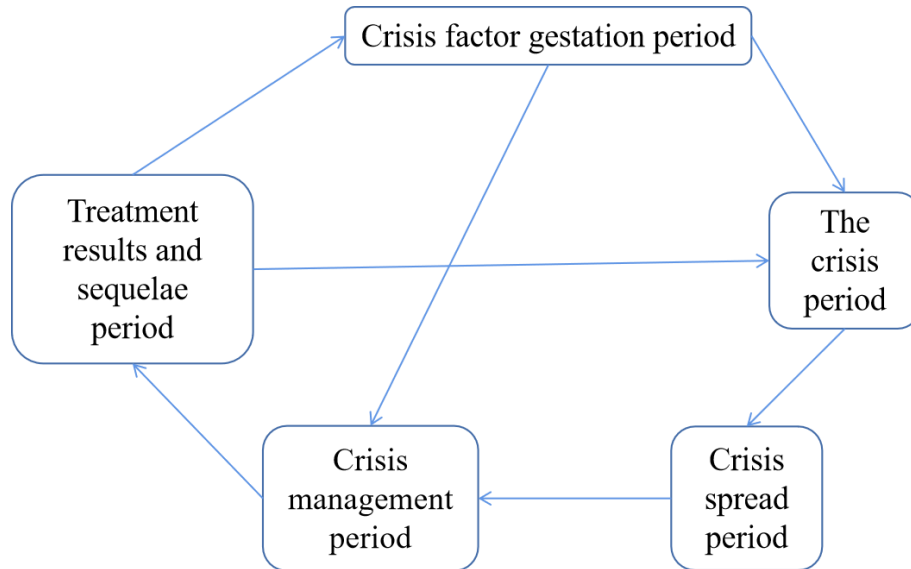 Crisis factor gestation period
Treatment
results and
sequelae
period
The
crisis
period
Crisis
management
period
Crisis
spread
period